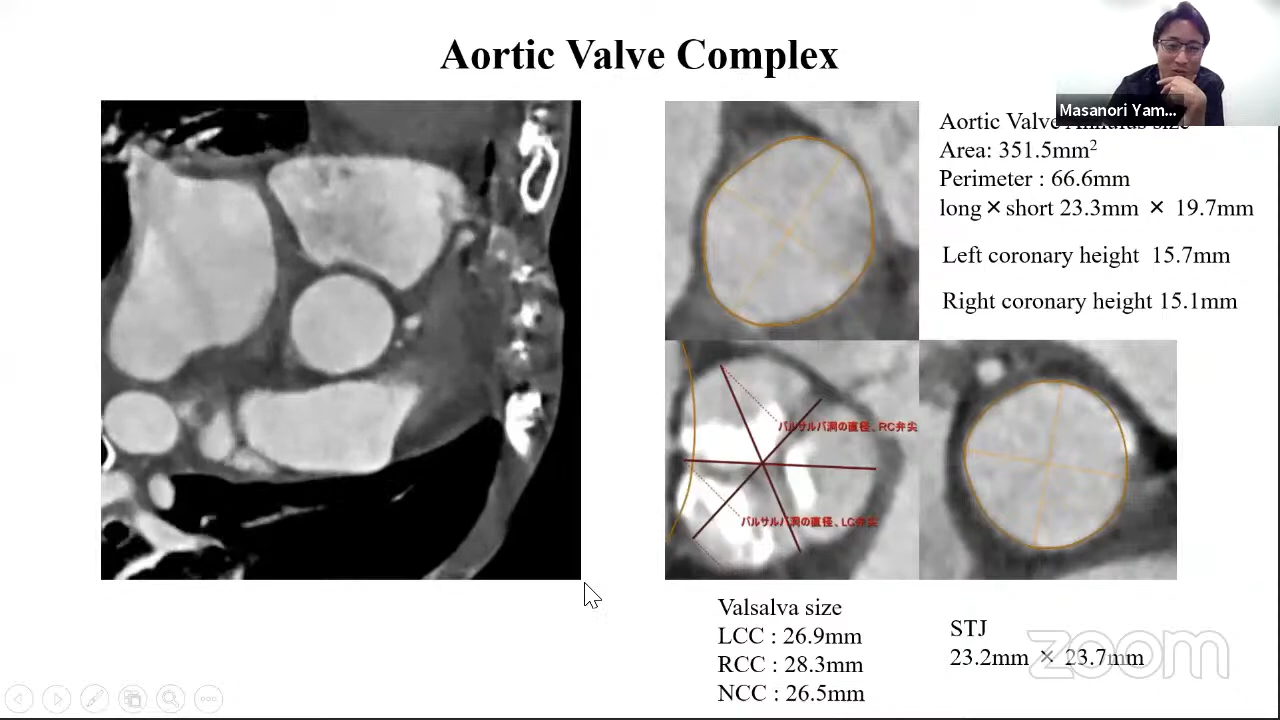 Aortic Valve Complex
Masanori Yam...
Aortic Valve Annulus size
Area: 351.5mm²
Perimeter : 66.6mm
long×short 23.3mm × 19.7mm
Left coronary height 15.7mm
Right coronary height 15.1mm
バルサルバ洞の直径、RC弁尖
バルサルバ洞の直径、LC弁尖
Valsalva size
LCC : 26.9mm
RCC : 28.3mm
NCC : 26.5mm
STJ
23.2mm × 23.7mm
zoom